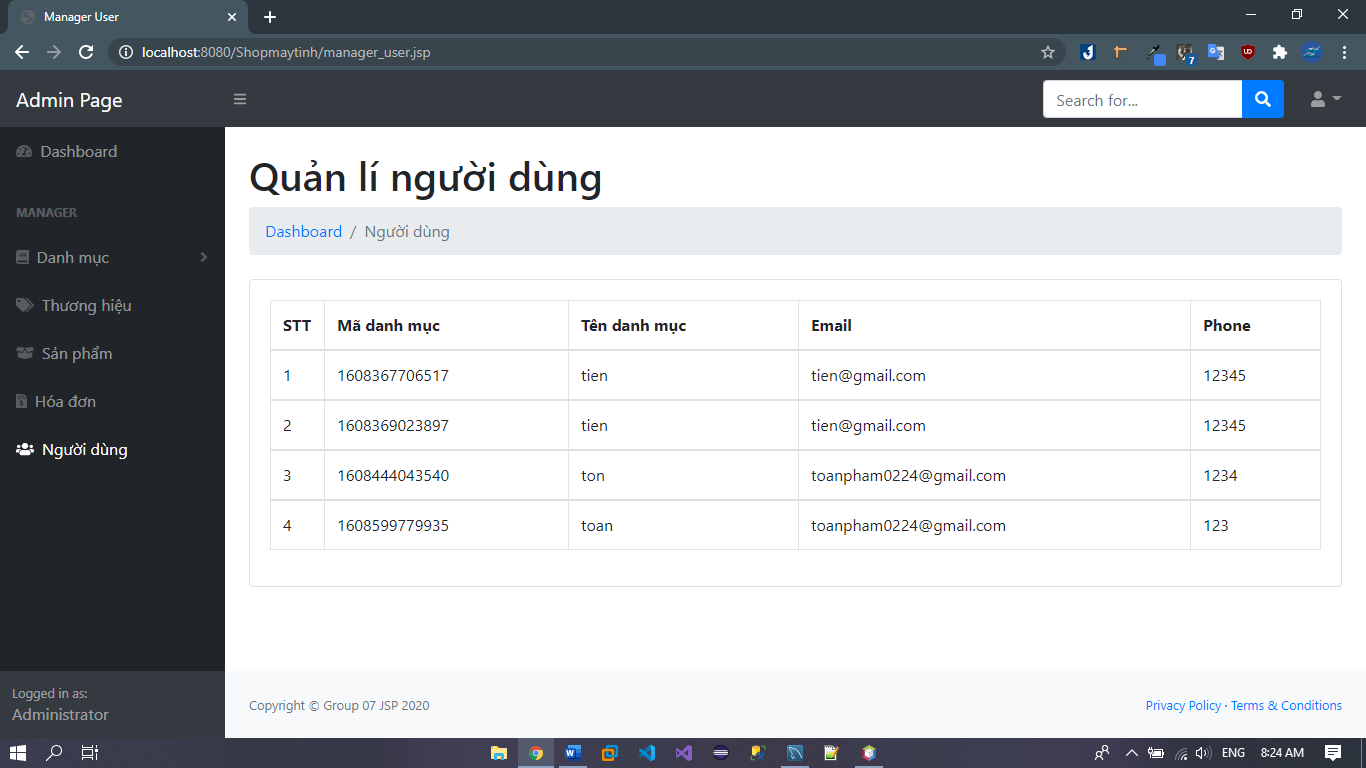 Manager User
localhost:8080/Shopmaytinh/manager_user.jsp
7
Admin Page
Search for...
Dashboard
MANAGER
Danh mục
Thương hiệu
Sản phẩm
Hóa đơn
Người dùng
Logged in as:
Administrator
Quản lí người dùng
Dashboard / Người dùng
STT Mã danh mục Tên danh mục Email Phone
1 1608367706517 tien tien@gmail.com 12345
2 1608369023897 tien tien@gmail.com 12345
3 1608444043540 ton toanpham0224@gmail.com 1234
4 1608599779935 toan toanpham0224@gmail.com 123
Copyright © Group 07 JSP 2020
Privacy Policy · Terms & Conditions
ENG 8:24 AM